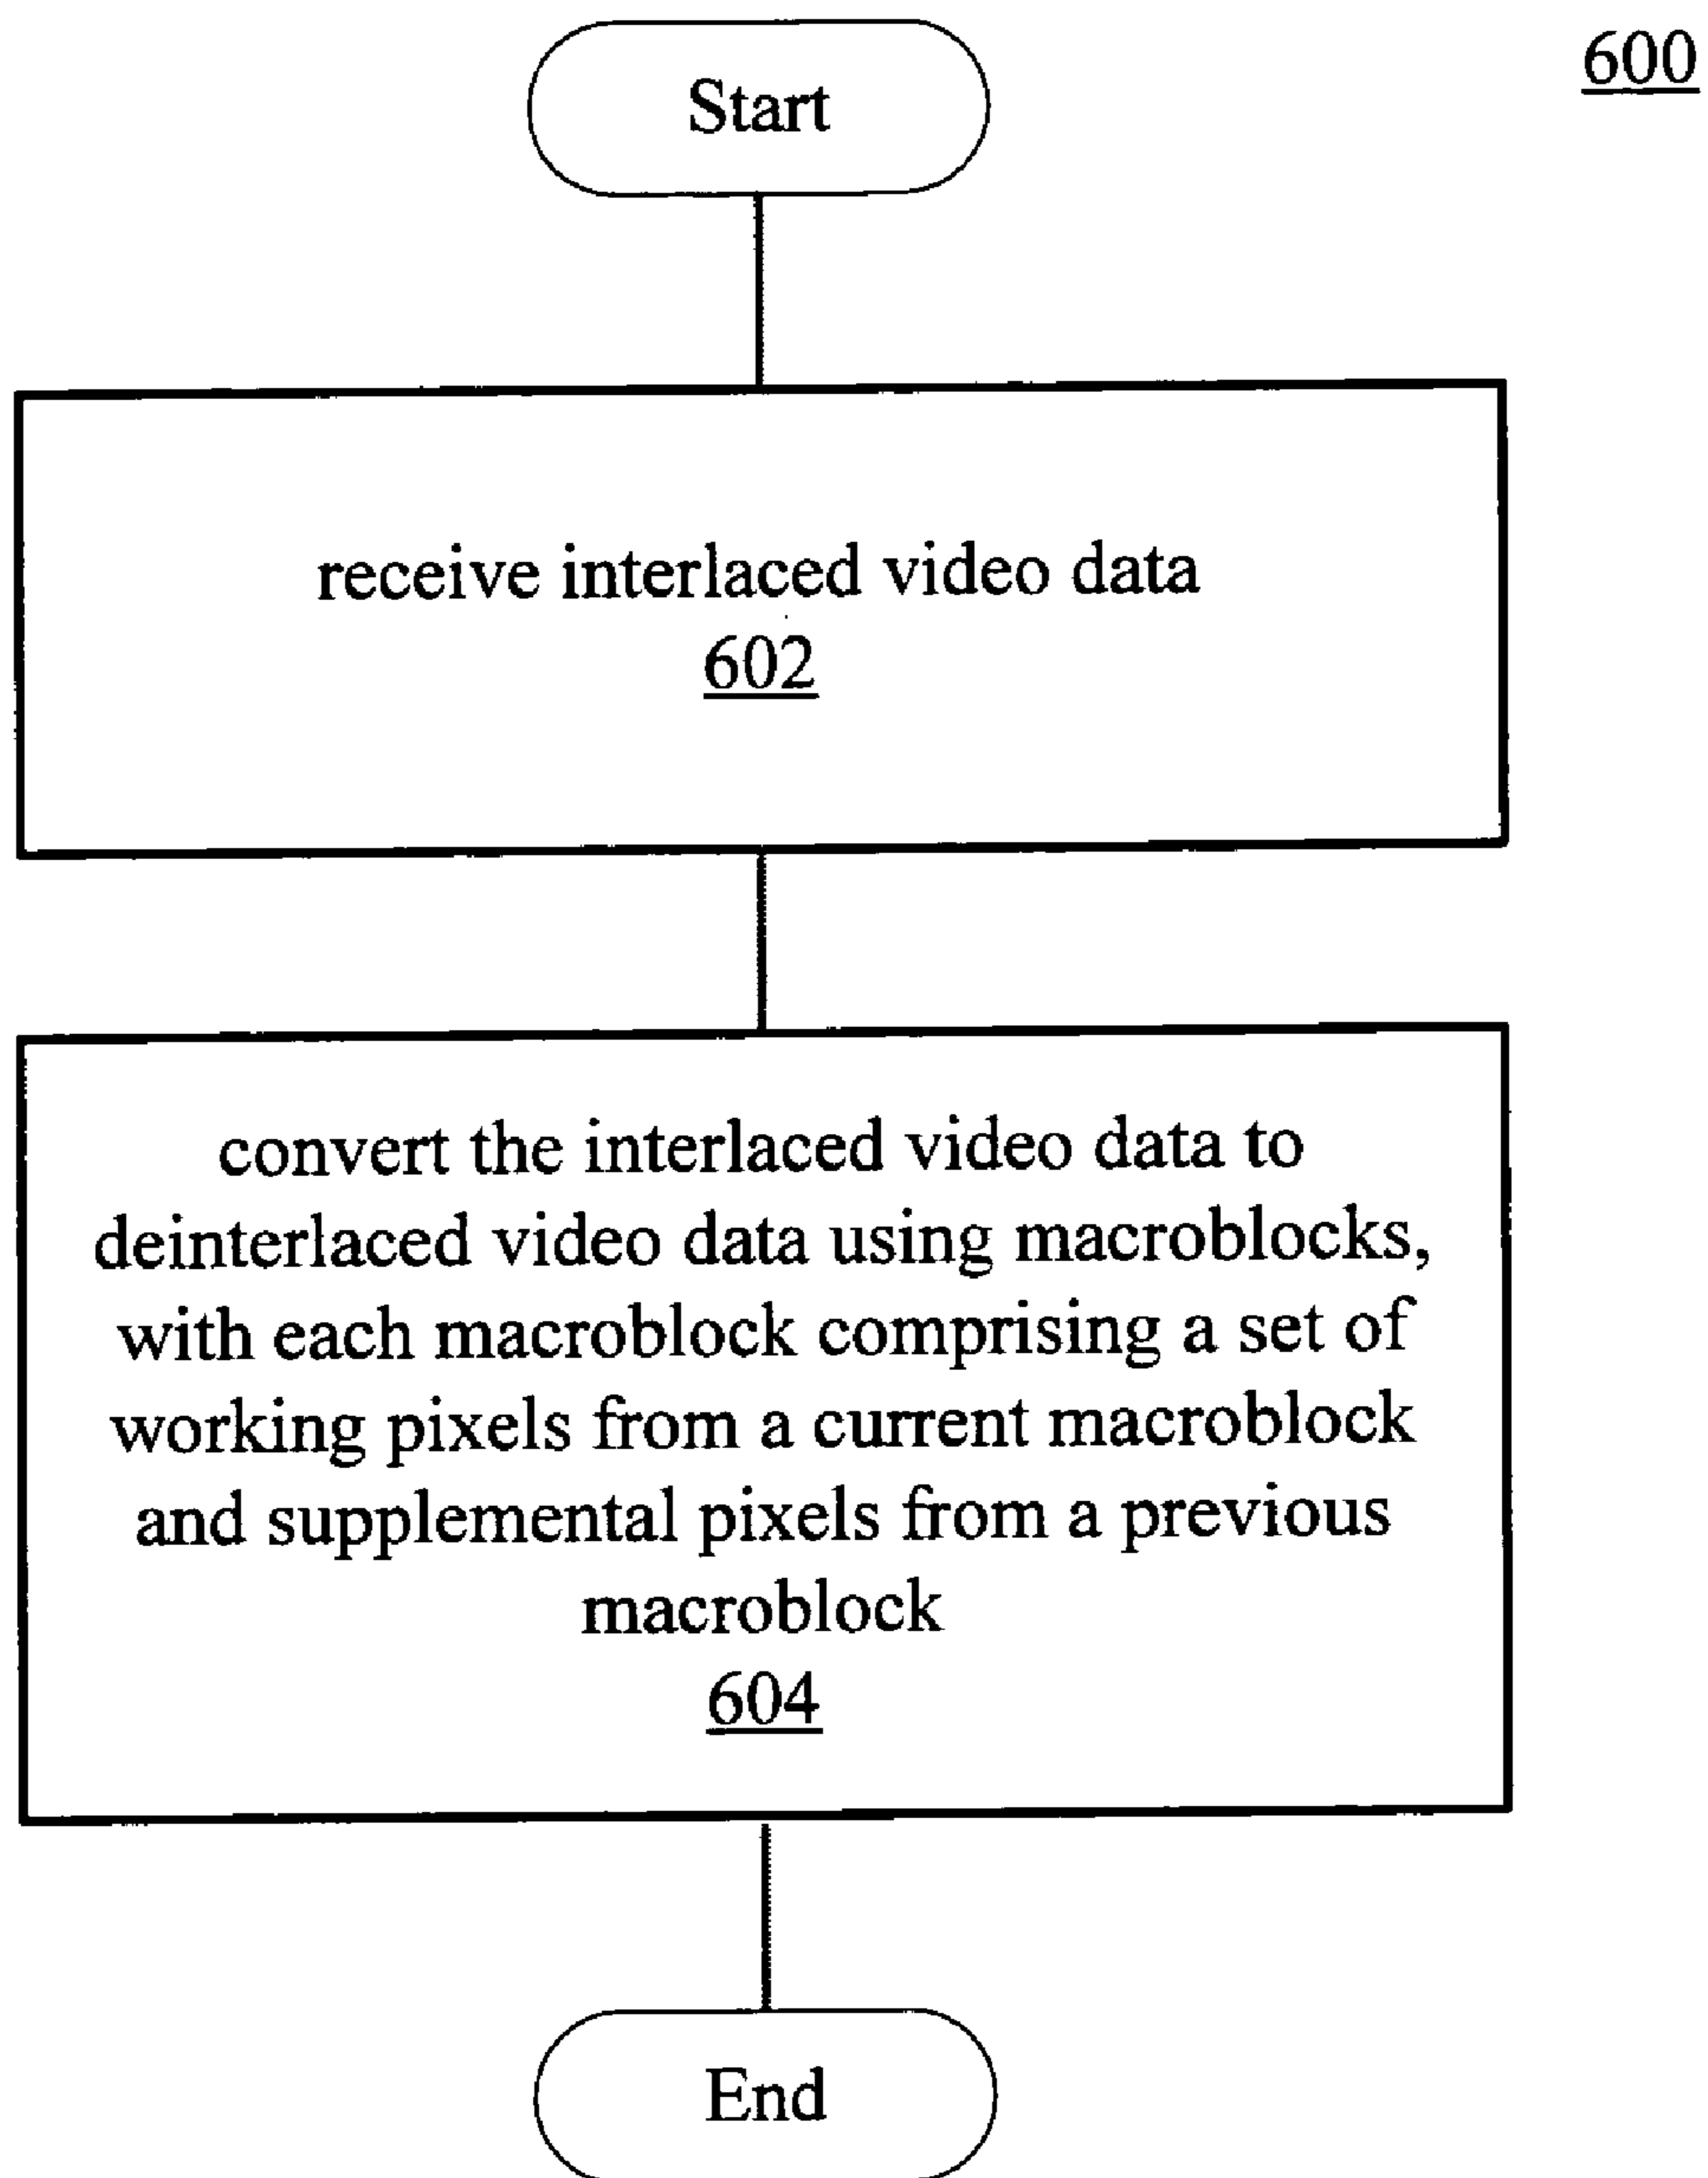 600
Start
receive interlaced video data
602
convert the interlaced video data to
deinterlaced video data using macroblocks,
with each macroblock comprising a set of
working pixels from a current macroblock
and supplemental pixels from a previous
macroblock
604
End